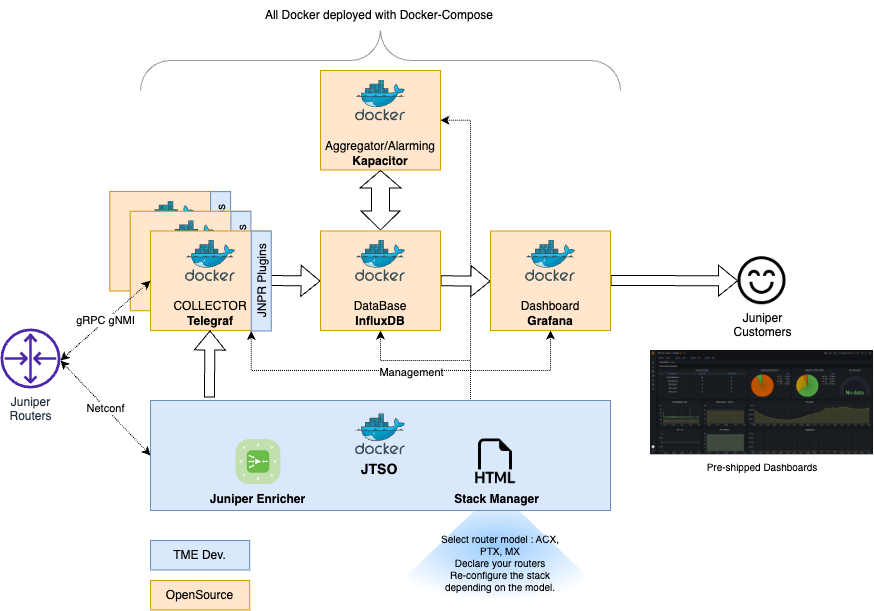 All Docker deployed with Docker-Compose
docker
Aggregator/Alarming
Kapacitor
s
s
docker
COLLECTOR
Telegraf
JNPR Plugins
docker
DataBase
InfluxDB
docker
Dashboard
Grafana
Juniper
Customers
gRPC gNMI
Juniper
Routers
Netconf
Management
docker
JTSO
Juniper Enricher
HTML
Stack Manager
No data
Pre-shipped Dashboards
Select router model : ACX,
PTX, MX
Declare your routers
Re-configure the stack
depending on the model.
TME Dev.
OpenSource